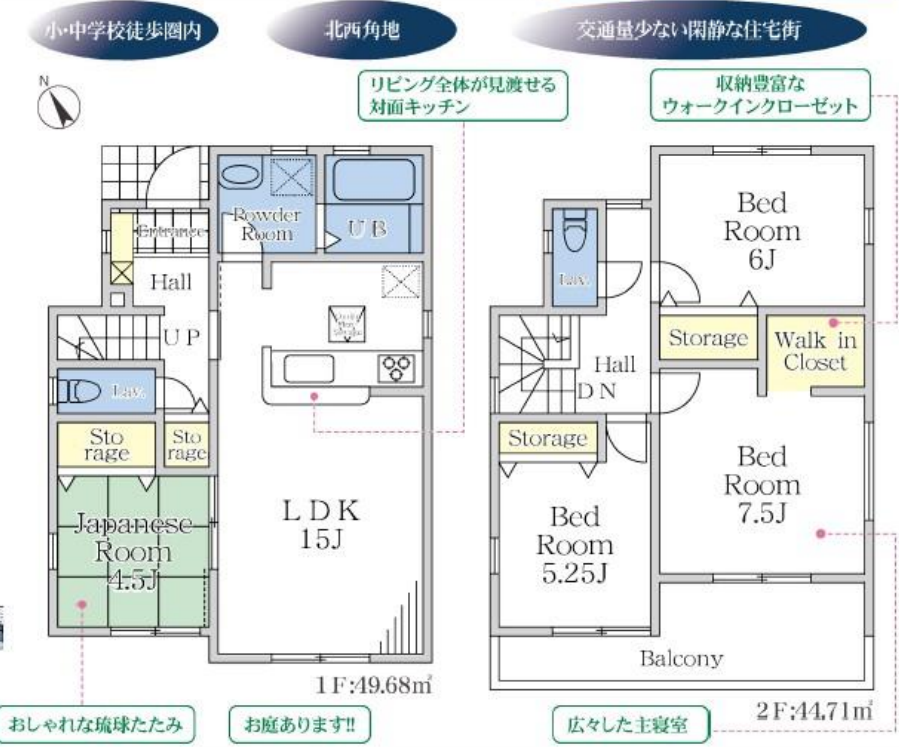 小・中学校徒歩圏内
北西角地
交通量少ない閑静な住宅街
N
リビング全体が見渡せる
対面キッチン
収納豊富な
ウォークインクローゼット
Powder
Room
UB
Entrance
Hall
UP
Lav.
Sto
rage
Sto
rage
Japanese
Room
4.5J
LDK
15J
1F:49.68㎡
おしゃれな琉球たたみ
お庭あります!!
Bed
Room
6J
Lav.
Storage
Walk in
Closet
Hall
DN
Storage
Bed
Room
5.25J
Bed
Room
7.5J
Balcony
広々した主寝室
2F:44.71㎡